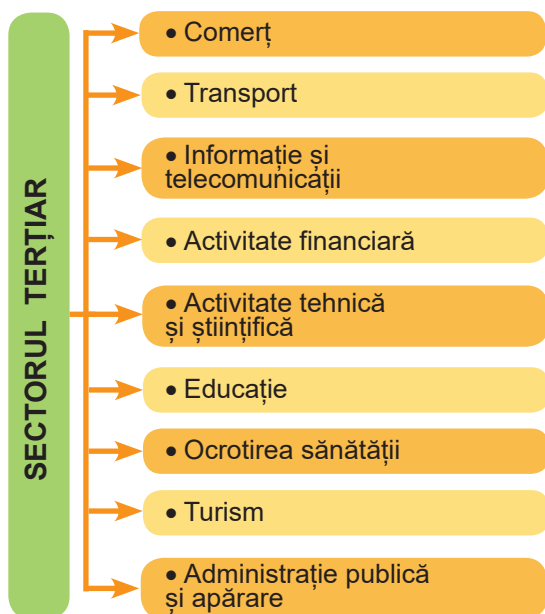 SECTORUL TERȚIAR
• Comerț
• Transport
• Informație și
telecomunicații
• Activitate financiară
• Activitate tehnică
și științifică
• Educație
• Ocrotirea sănătății
• Turism
• Administrație publică
și apărare